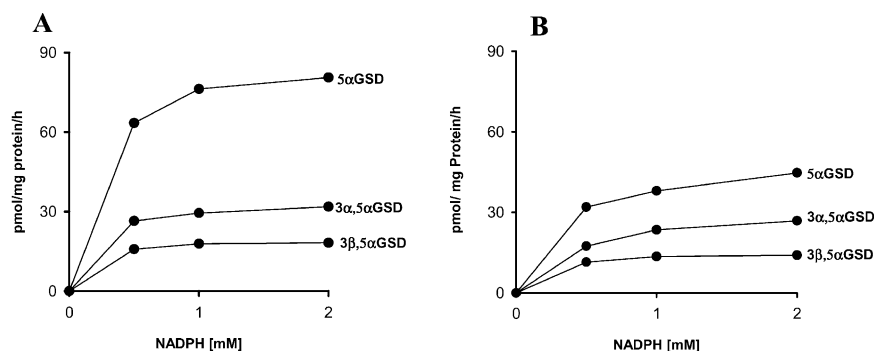 A
pmol/mg protein/h
90
60
30
0
0
1
2
NADPH [mM]
5αGSD
3α,5αGSD
3β,5αGSD
B
pmol/ mg Protein/h
90
60
30
0
0
1
2
NADPH [mM]
5αGSD
3α,5αGSD
3β,5αGSD